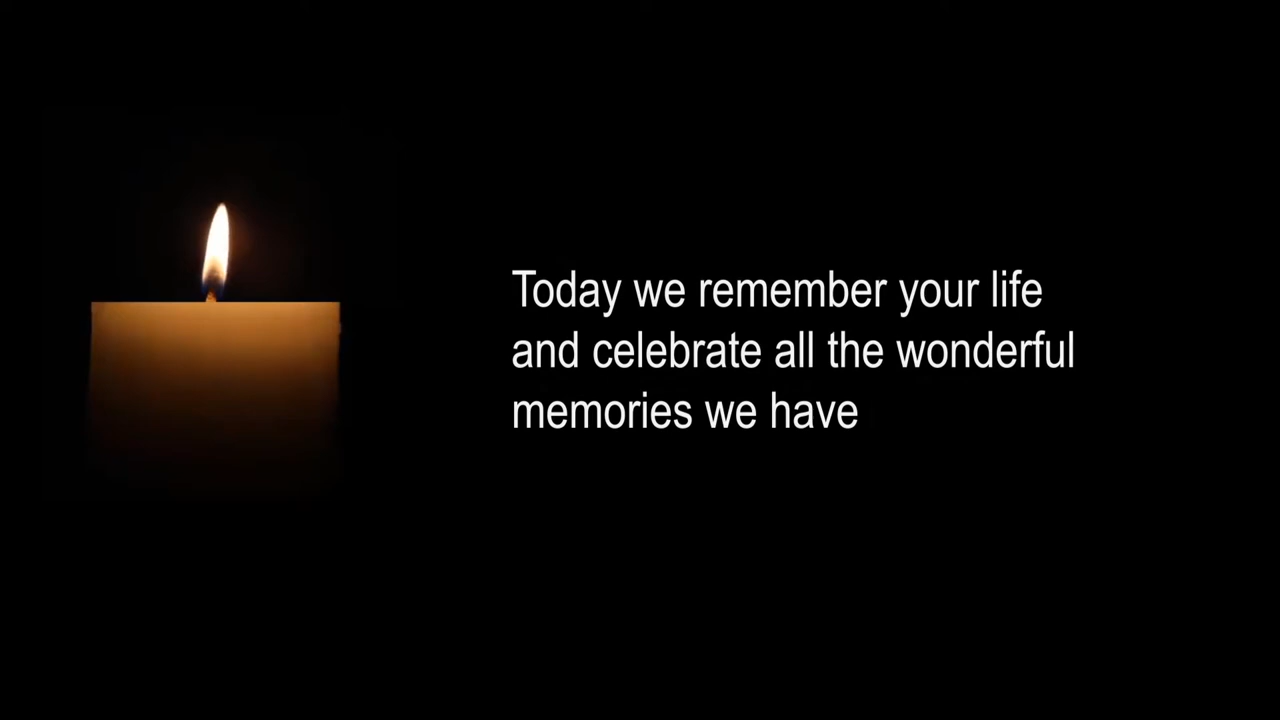 Today we remember your life
and celebrate all the wonderful
memories we have